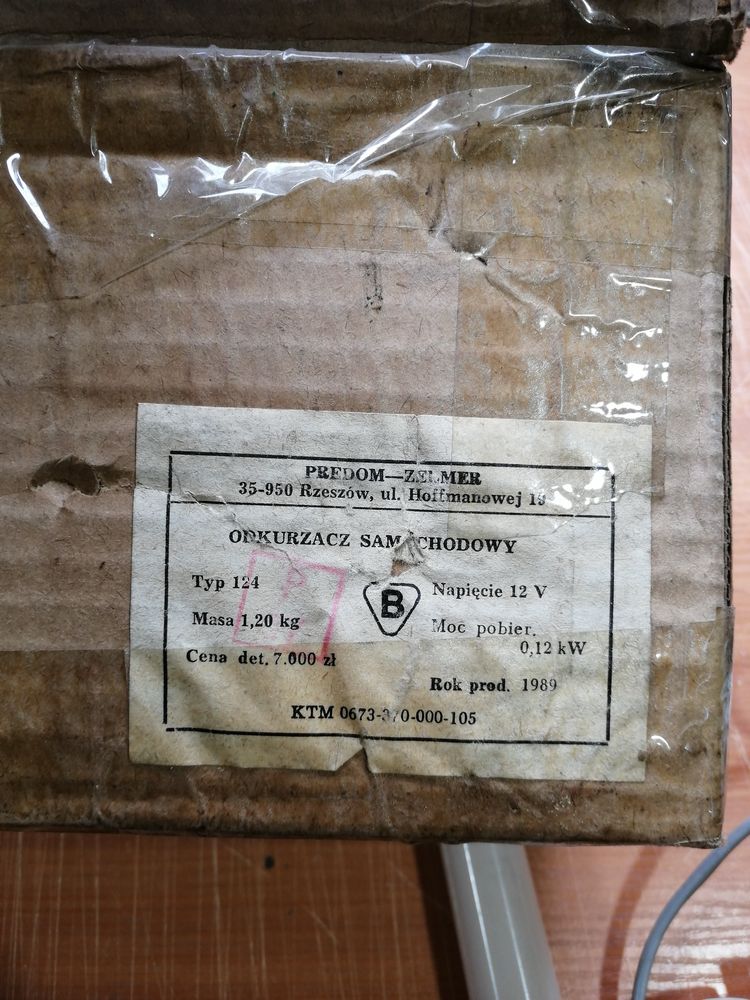 PREDOM—ZELMER
35-950 Rzeszów, ul. Hoffmanowej 19
ODKURZACZ SAMOCHODOWY
Typ 124
Masa 1,20 kg
Cena det. 7.000 zł
B
Napięcie 12 V
Moc pobier.
0,12 kW
Rok prod. 1989
KTM 0673-370-000-105